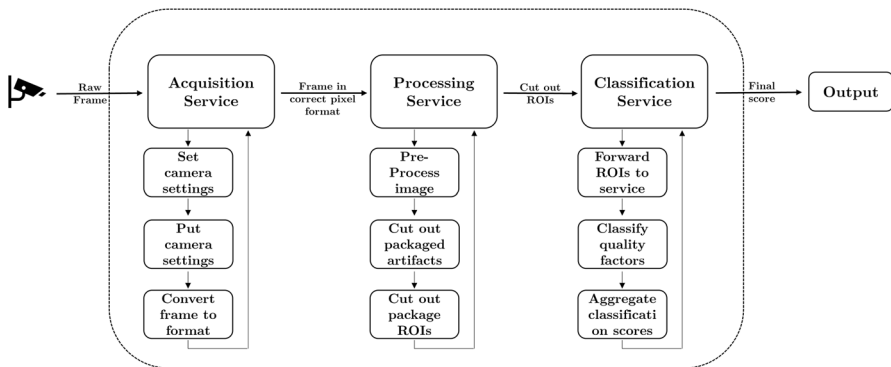 Raw
Frame
Acquisition
Service
Frame in
correct pixel
format
Processing
Service
Cut out
ROIs
Classification
Service
Final
score
Output
Set
camera
settings
Put
camera
settings
Convert
frame to
format
Pre-
Process
image
Cut out
packaged
artifacts
Cut out
package
ROIs
Forward
ROIs to
service
Classify
quality
factors
Aggregate
classificati
on scores